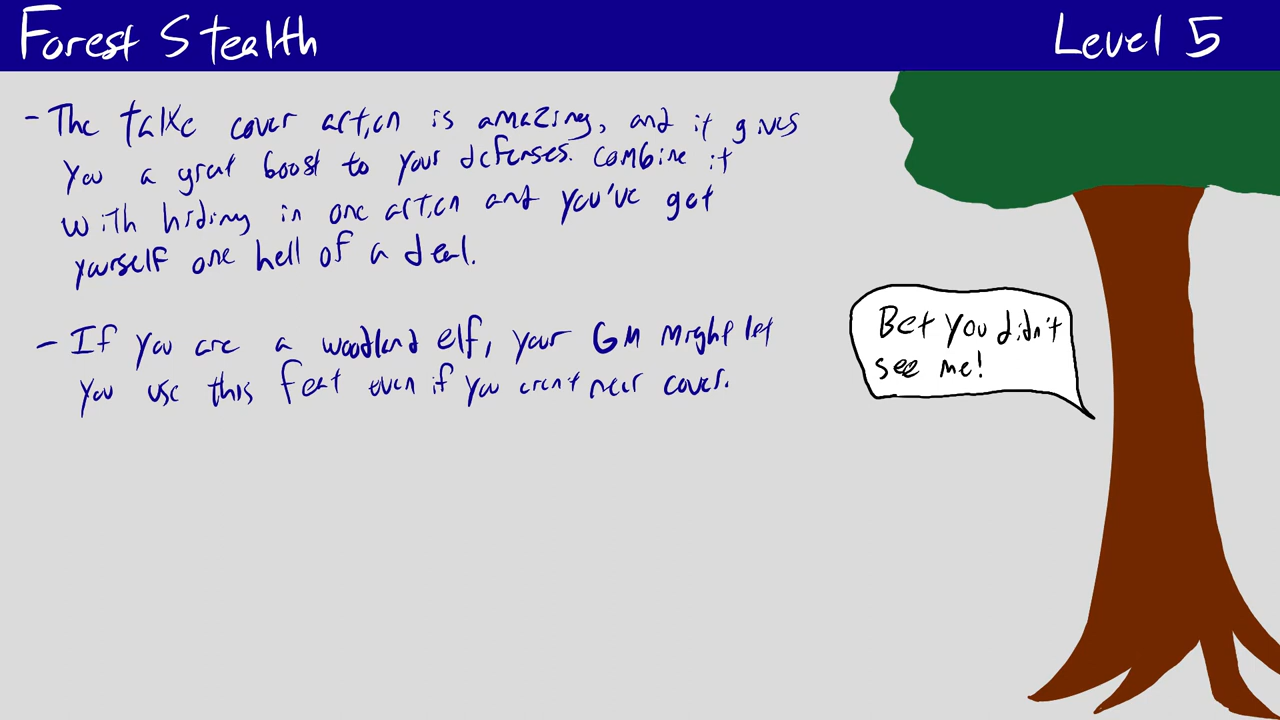 Forest Stealth
Level 5
- The take cover action is amazing, and it gives
you a great boost to your defenses. Combine it
with hiding in one action and you've got
yourself one hell of a deal.
- If you are a woodland elf, your GM might let
you use this feat even if you aren't near cover.
Bet you didn't
see me!